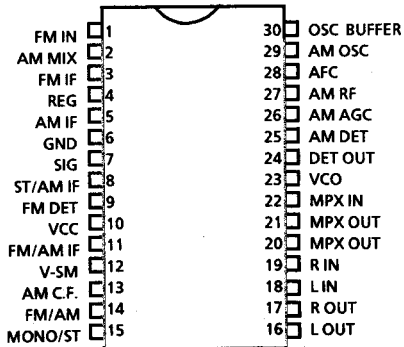 FM IN 1 30 OSC BUFFER
AM MIX 2 29 AM OSC
FM IF 3 28 AFC
REG 4 27 AM RF
AM IF 5 26 AM AGC
GND 6 25 AM DET
SIG 7 24 DET OUT
ST/AM IF 8 23 VCO
FM DET 9 22 MPX IN
VCC 10 21 MPX OUT
FM/AM IF 11 20 MPX OUT
V-SM 12 19 R IN
AM C.F. 13 18 L IN
FM/AM 14 17 R OUT
MONO/ST 15 16 L OUT